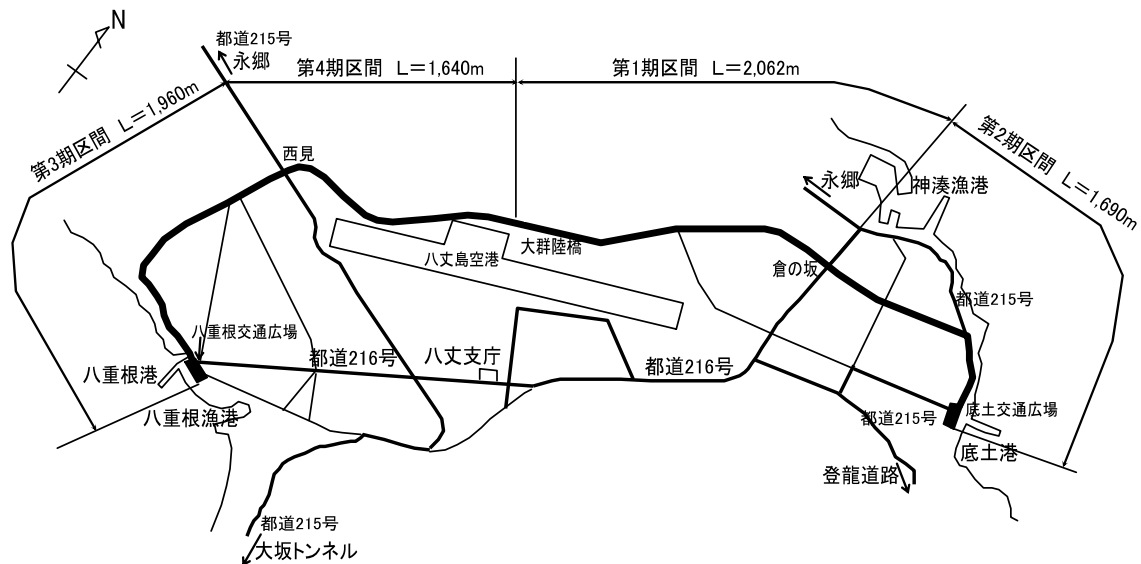 N
都道215号
永郷
第4期区間 L=1,640m
第1期区間 L=2,062m
第3期区間 L=1,960m
第2期区間 L=1,690m
西見
永郷
神湊漁港
大群陸橋
八丈島空港
倉の坂
都道215号
八重根交通広場
都道216号
八丈支庁
都道216号
八重根港
八重根漁港
都道215号
底土交通広場
底土港
登龍道路
都道215号
大坂トンネル